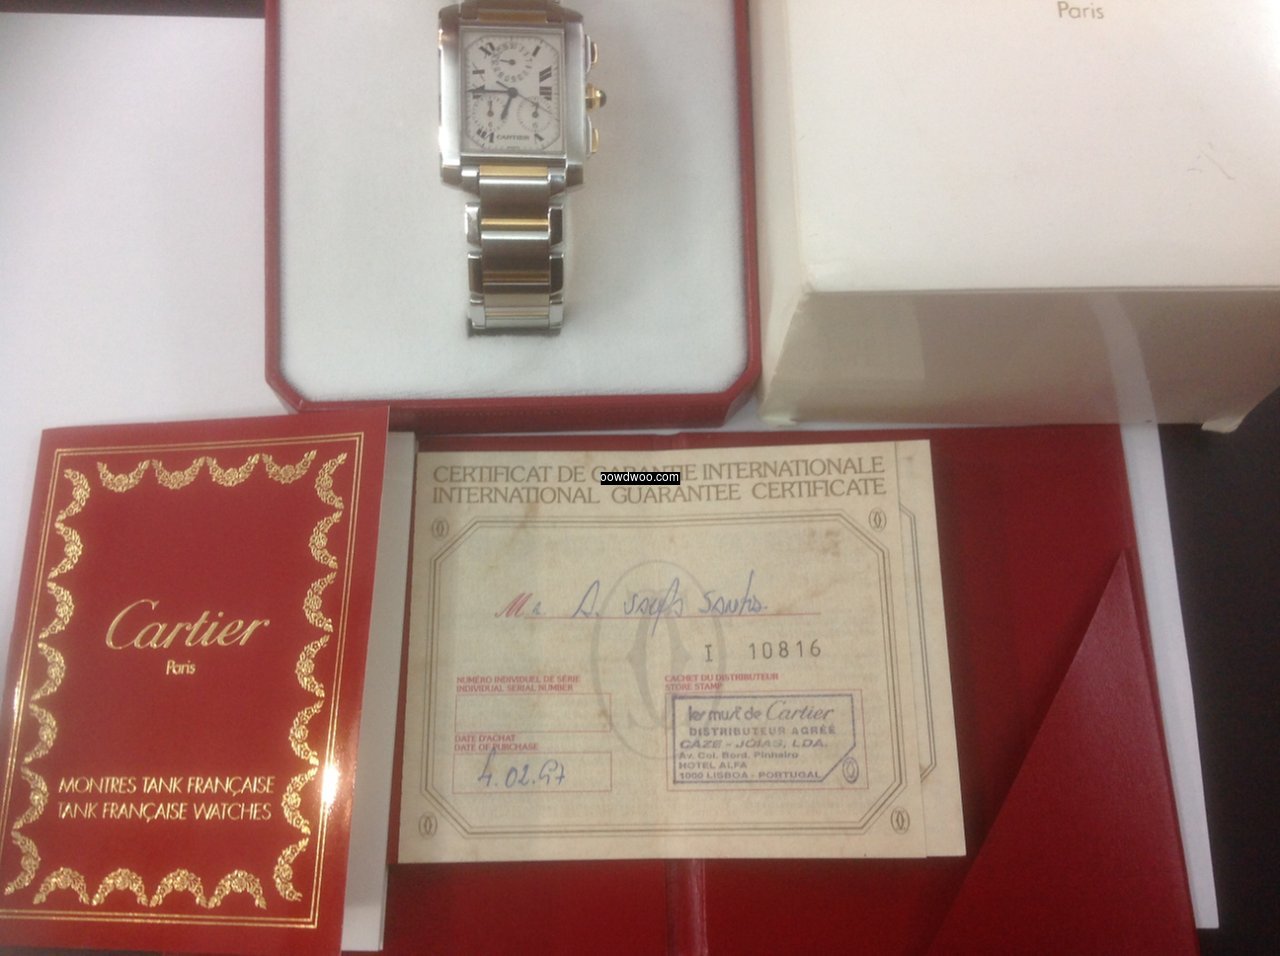 Paris
CARTIER
oowdwoo.com
CERTIFICAT DE GARANTIE INTERNATIONALE
INTERNATIONAL GUARANTEE CERTIFICATE
I 10816
NUMÉRO INDIVIDUEL DE SÉRIE
INDIVIDUAL SERIAL NUMBER
CACHET DU DISTRIBUTEUR
STORE STAMP
les must de Cartier
DISTRIBUTEUR AGRÉÉ
CAZE - JÓIAS, LDA.
Av. Col. Bord. Pinheiro
HOTEL ALFA
1000 LISBOA - PORTUGAL
DATE D'ACHAT
DATE OF PURCHASE
4.02.97
Cartier
Paris
MONTRES TANK FRANÇAISE
TANK FRANÇAISE WATCHES